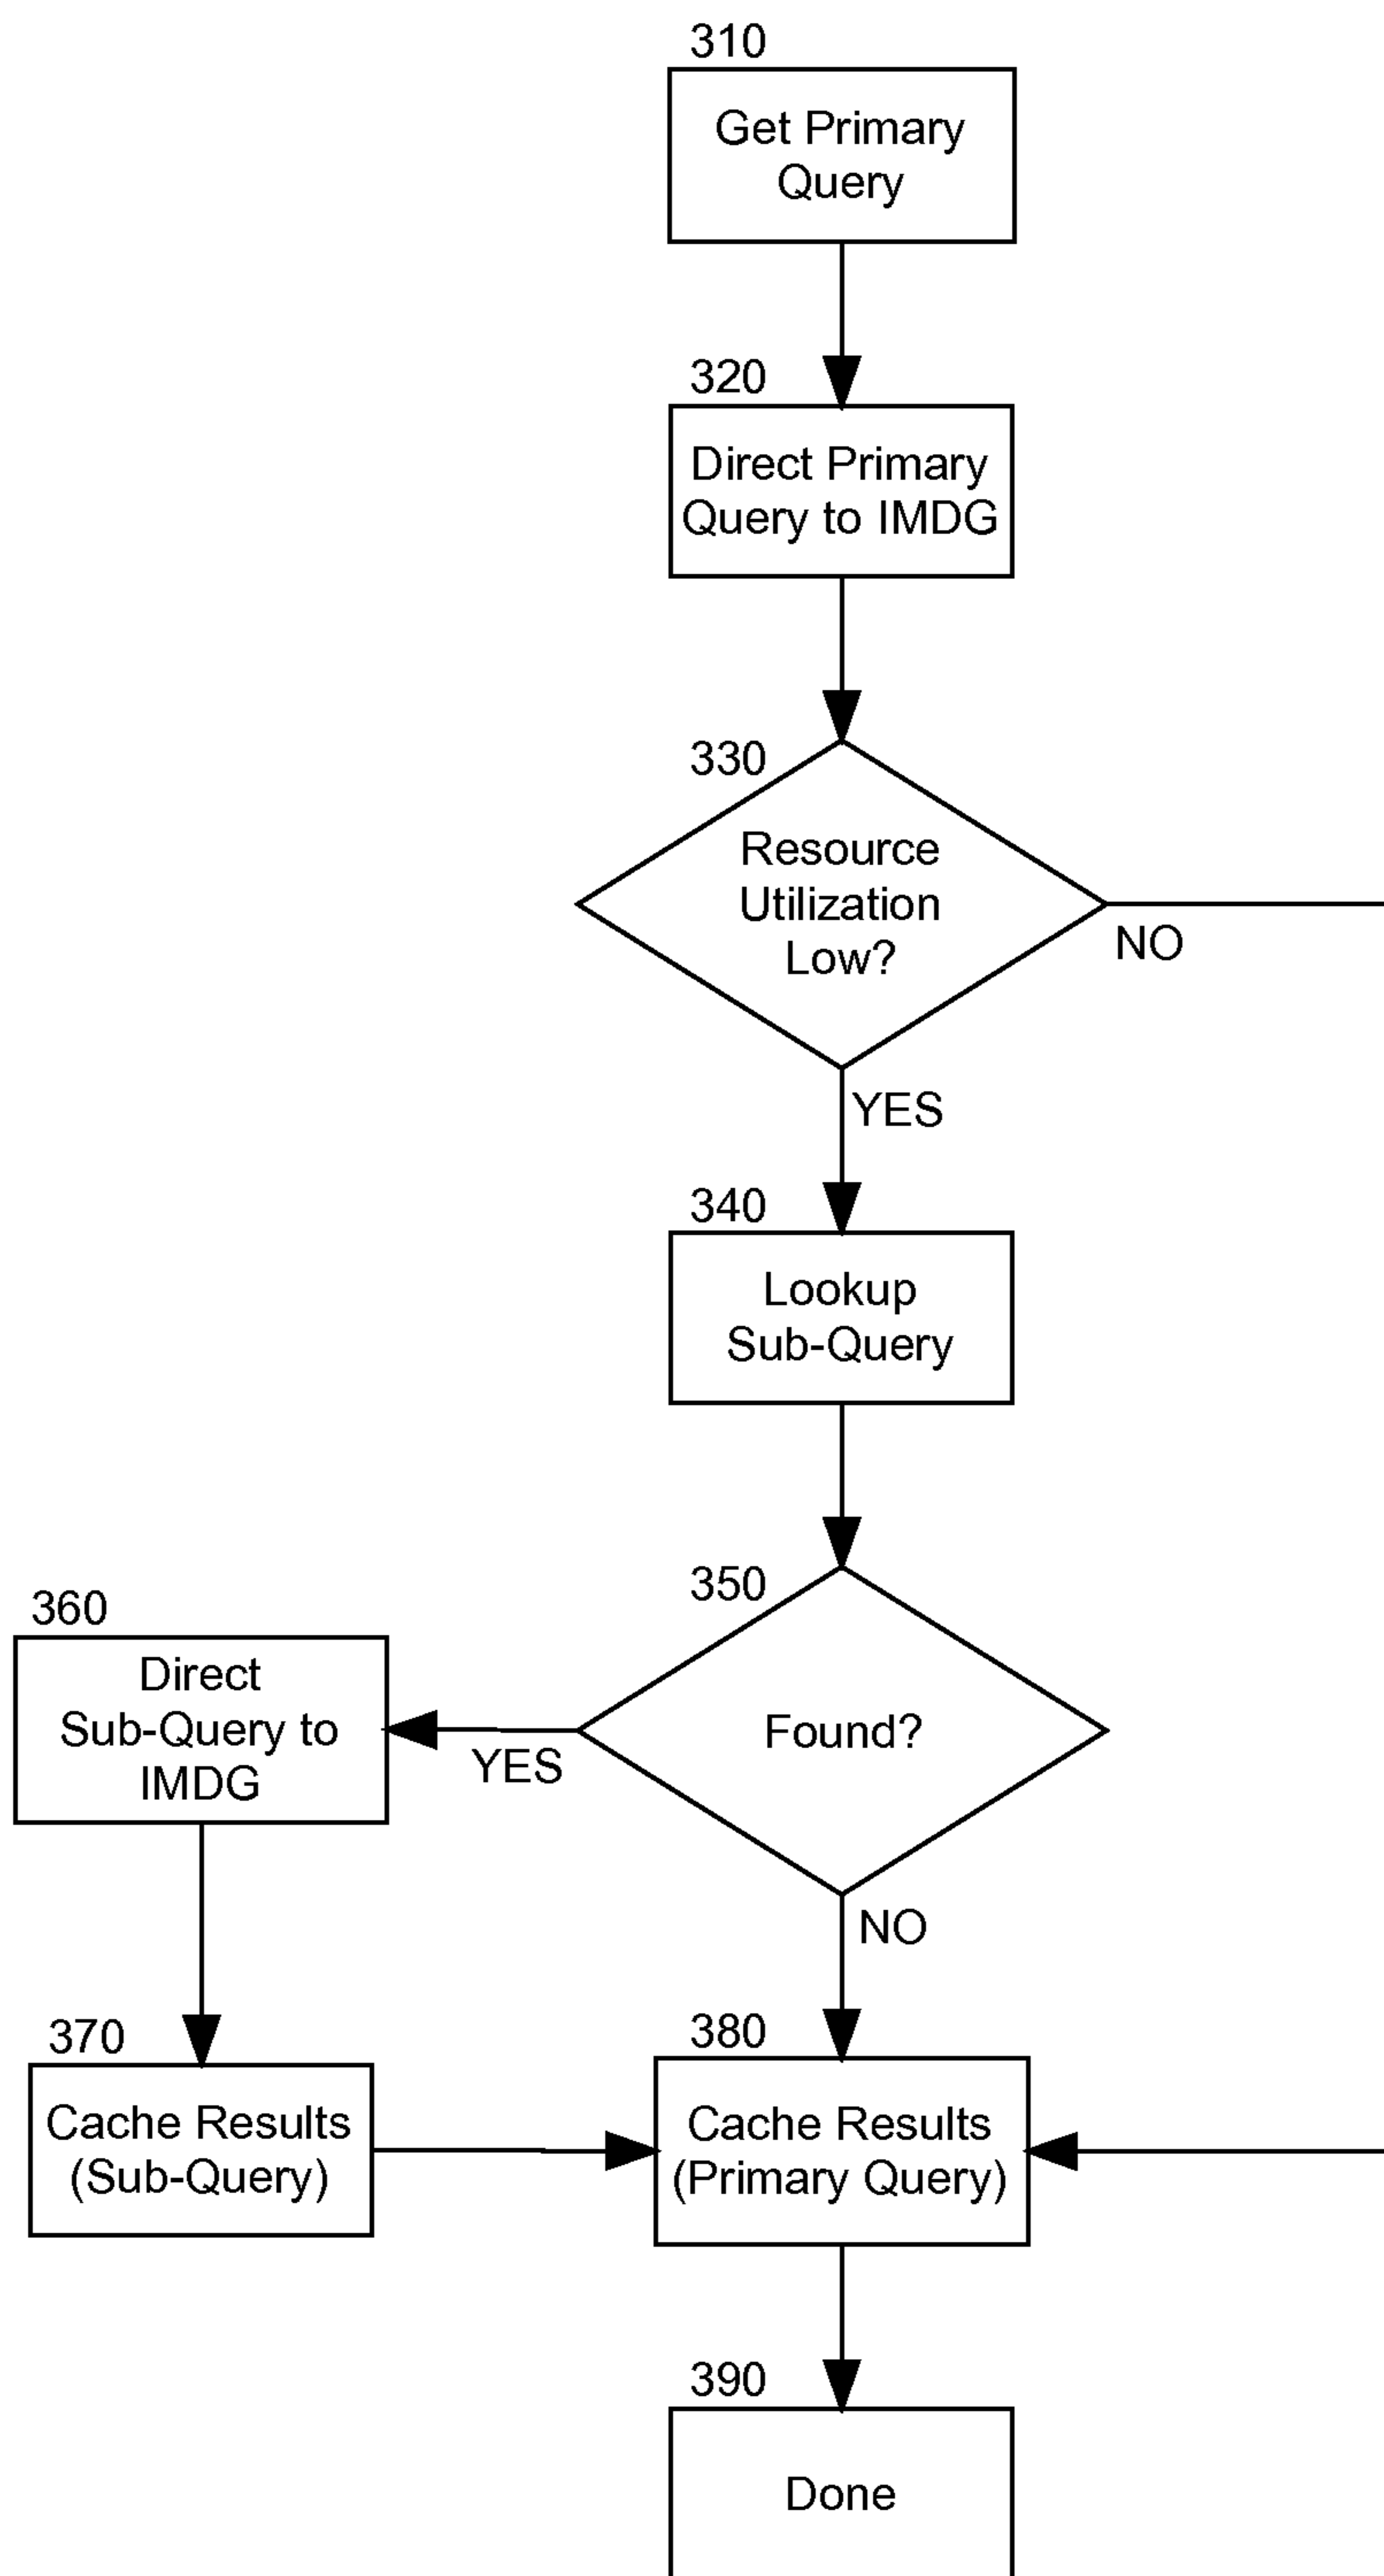 310
Get Primary
Query
320
Direct Primary
Query to IMDG
330
Resource
Utilization
Low?
NO
YES
340
Lookup
Sub-Query
350
Found?
YES
NO
360
Direct
Sub-Query to
IMDG
370
Cache Results
(Sub-Query)
380
Cache Results
(Primary Query)
390
Done